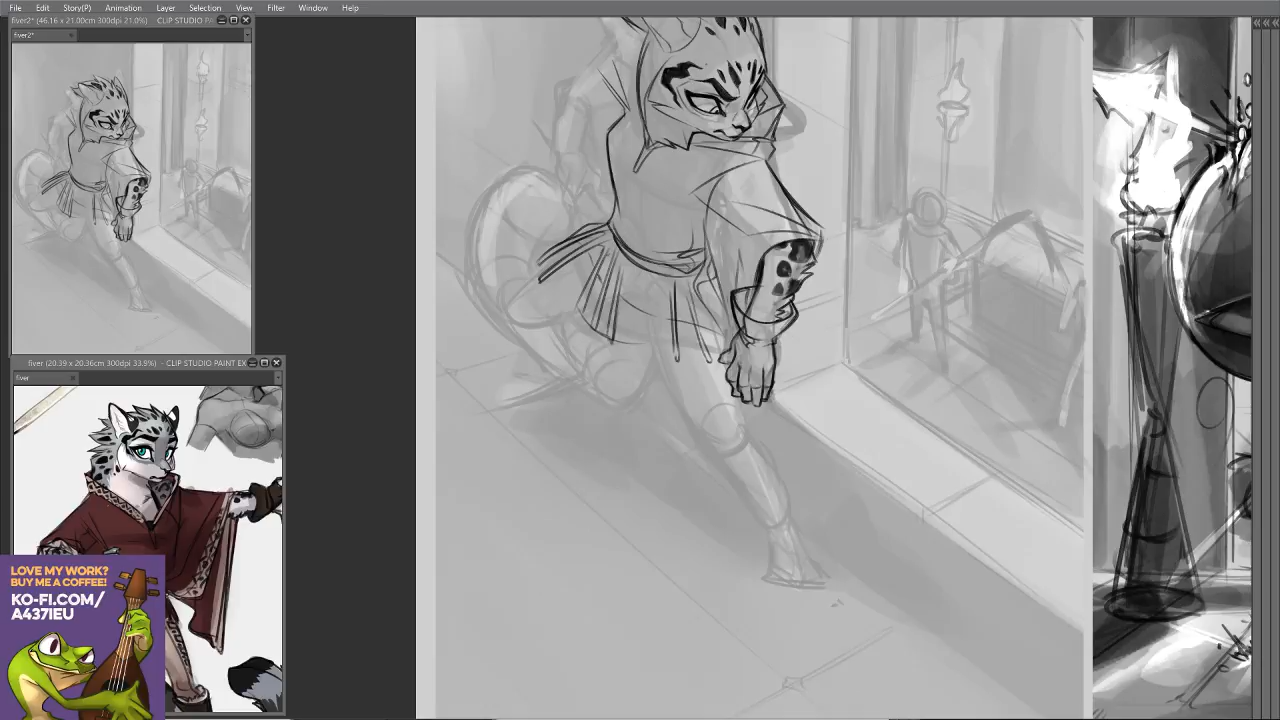 File Edit Story(P) Animation Layer Selection View Filter Window Help
fiver2* (46.16 x 21.00cm 300dpi 21.0%) CLIP STUDIO PA
fiver2*
fiver (20.39 x 20.36cm 300dpi 33.9%) - CLIP STUDIO PAINT EX
fiver
LOVE MY WORK?
BUY ME A COFFEE!
KO-FI.COM/
A437IEU